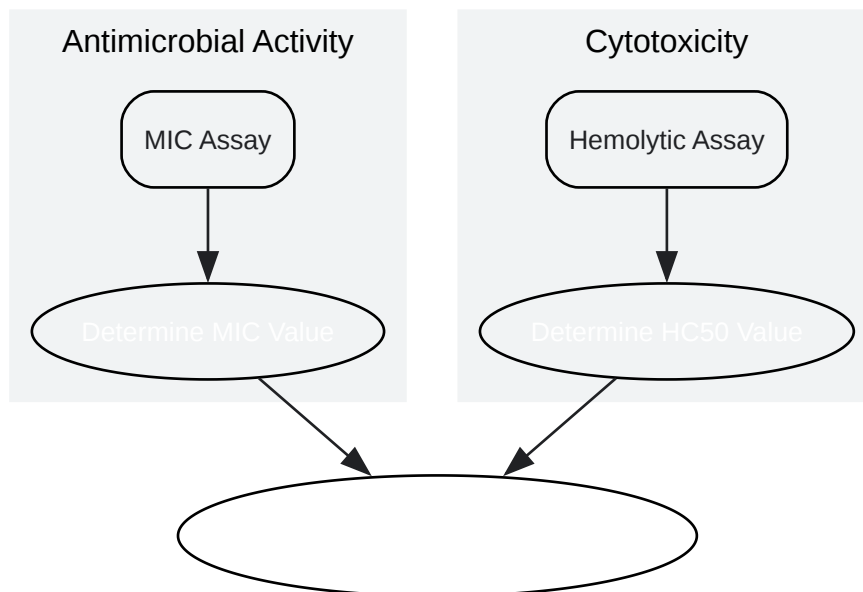 Antimicrobial Activity
Cytotoxicity
MIC Assay
Hemolytic Assay
Determine MIC Value
Determine HC50 Value